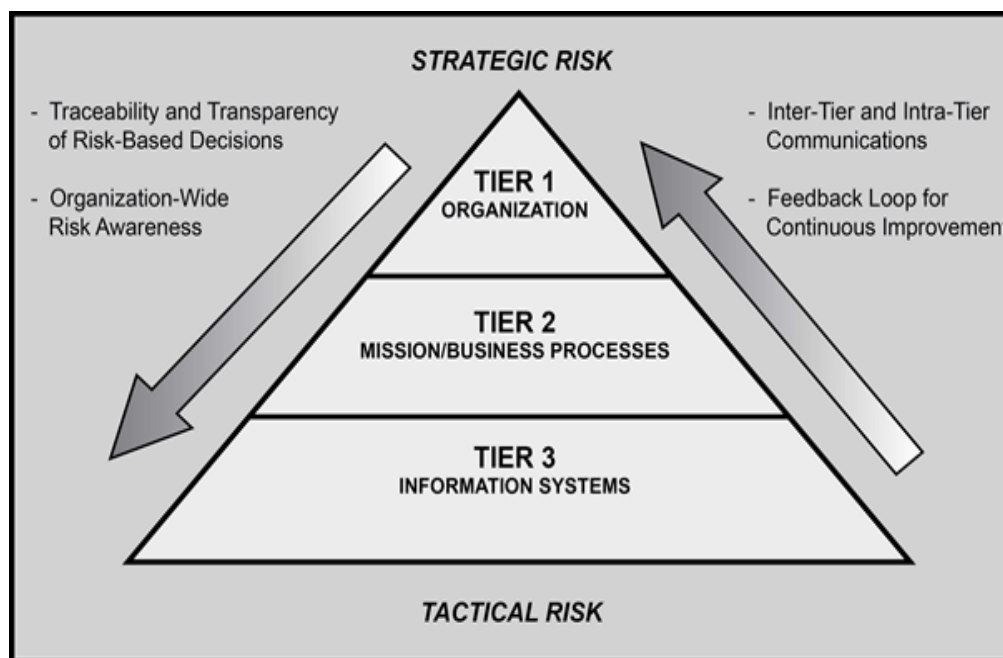 STRATEGIC RISK
- Traceability and Transparency
of Risk-Based Decisions
- Organization-Wide
Risk Awareness
- Inter-Tier and Intra-Tier
Communications
- Feedback Loop for
Continuous Improvement
TIER 1
ORGANIZATION
TIER 2
MISSION/BUSINESS PROCESSES
TIER 3
INFORMATION SYSTEMS
TACTICAL RISK